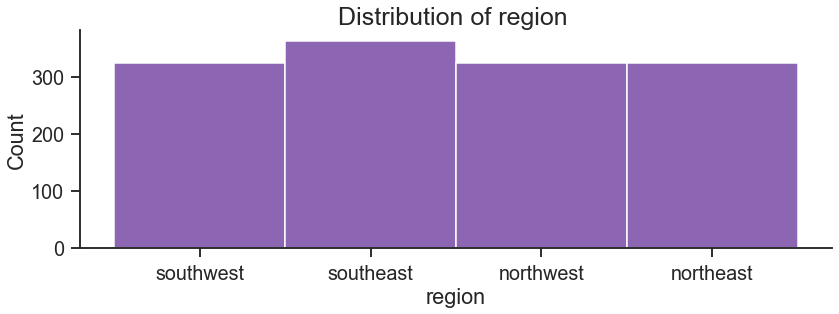 Distribution of region
Count
300
200
100
0
southwest southeast northwest northeast
region